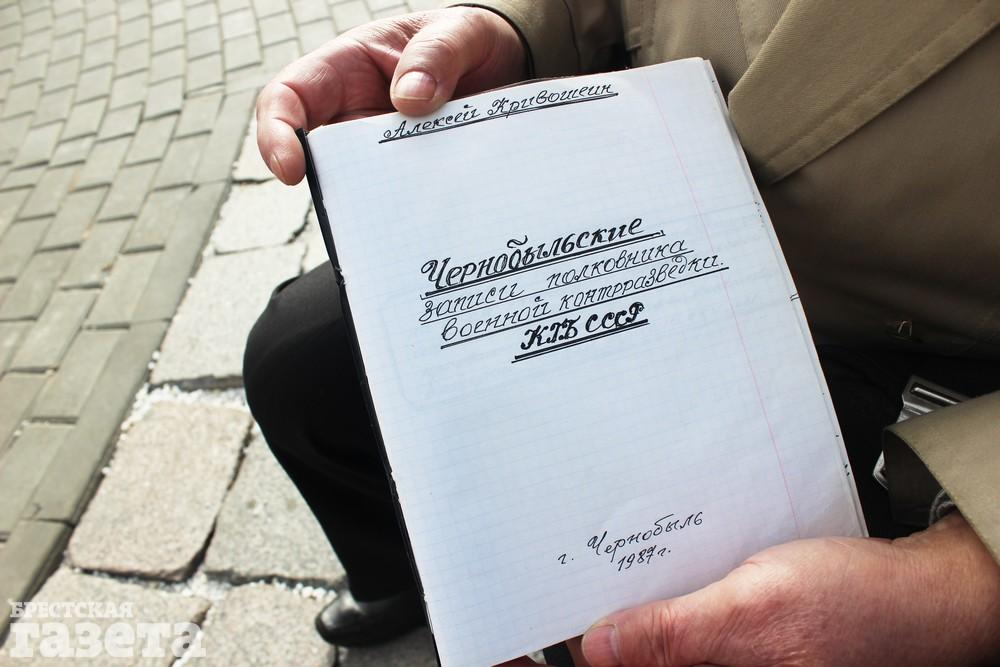 Алексей Кривошеин
Чернобыльские
записи полковника
военной контрразведки.
КГБ СССР
г. Чернобыль
1987 г.
БРЕСТСКАЯ
газета